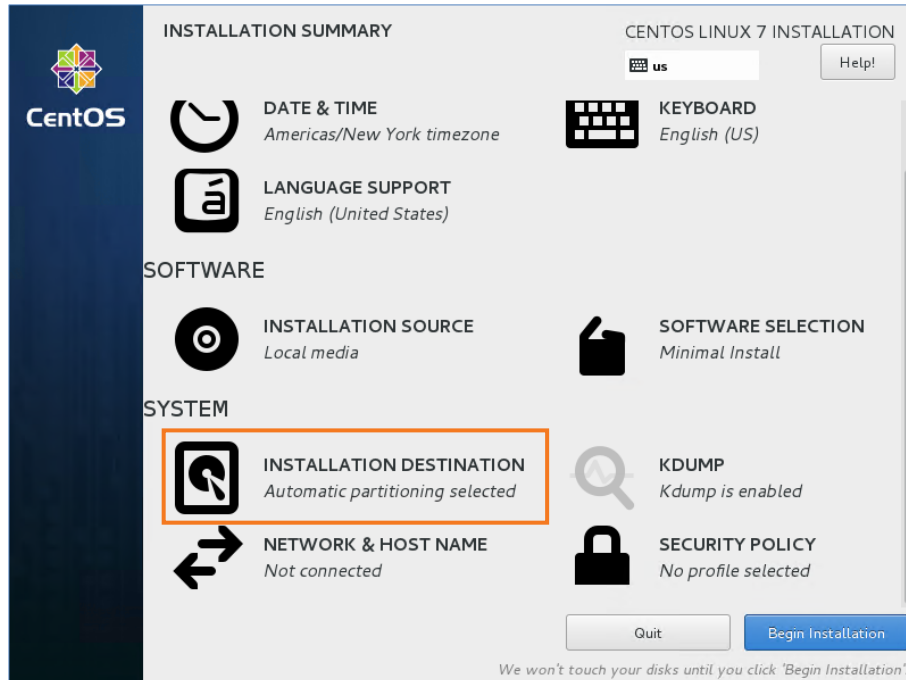 INSTALLATION SUMMARY
CENTOS LINUX 7 INSTALLATION
us
Help!
CentOS
DATE & TIME
Americas/New York timezone
KEYBOARD
English (US)
á
LANGUAGE SUPPORT
English (United States)
SOFTWARE
INSTALLATION SOURCE
Local media
SOFTWARE SELECTION
Minimal Install
SYSTEM
INSTALLATION DESTINATION
Automatic partitioning selected
KDUMP
Kdump is enabled
NETWORK & HOST NAME
Not connected
SECURITY POLICY
No profile selected
Quit
Begin Installation
We won't touch your disks until you click 'Begin Installation'